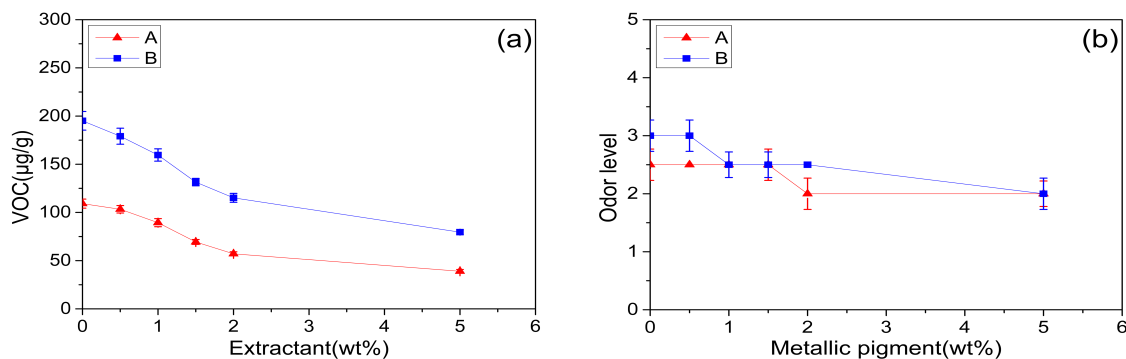 300
250
200
150
100
50
0
VOC(μg/g)
A
B
(a)
0 1 2 3 4 5 6
Extractant(wt%)
5
4
3
2
1
0
Odor level
A
B
(b)
0 1 2 3 4 5 6
Metallic pigment(wt%)